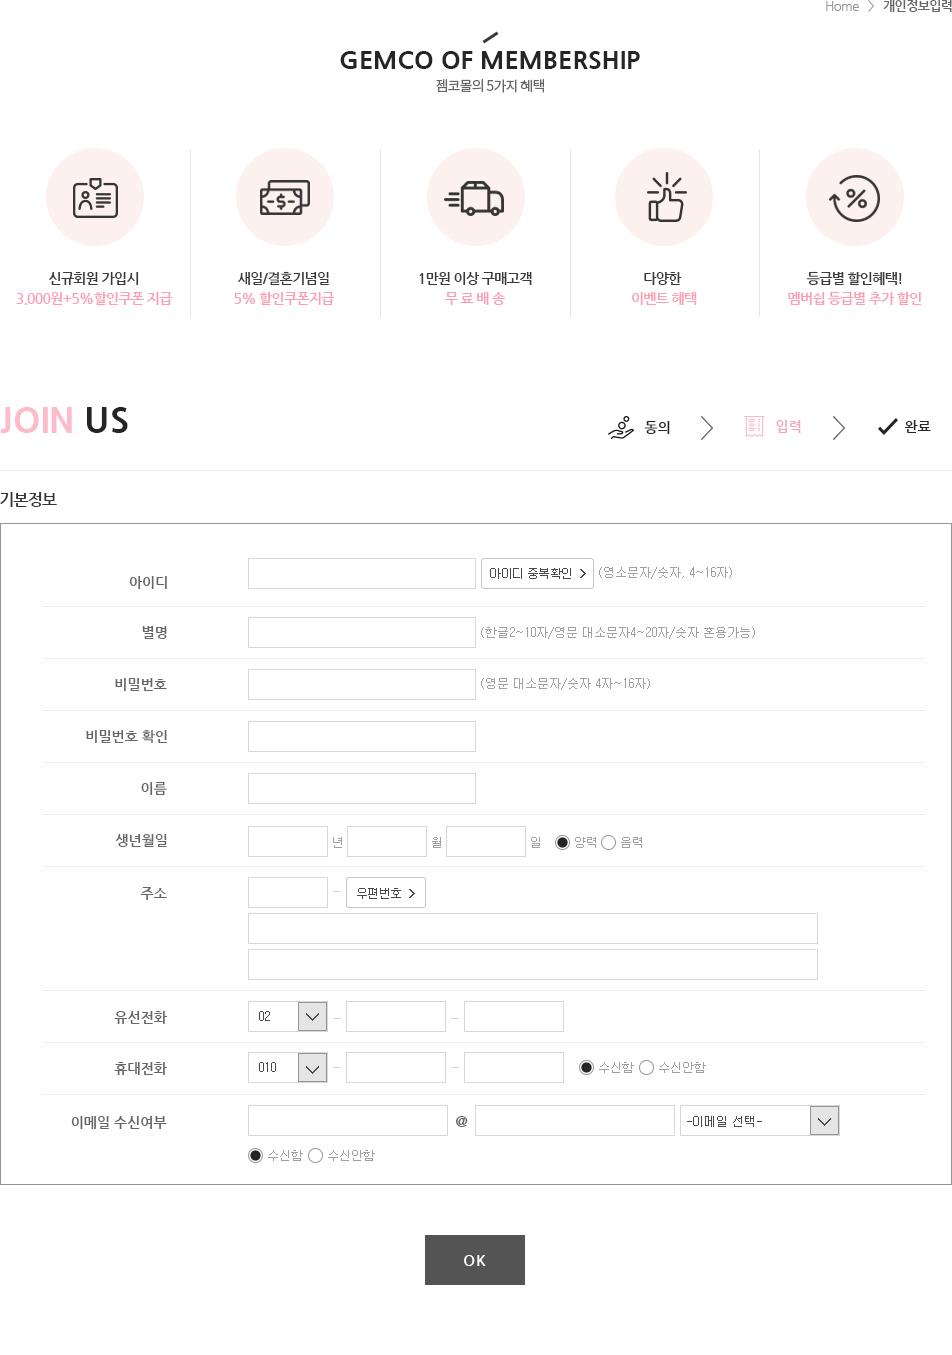 Home > 개인정보입력
GEMCO OF MEMBERSHIP
젬코몰의 5가지 혜택
신규회원 가입시
3,000원+5%할인쿠폰 지급
새일/결혼기념일
5% 할인쿠폰지급
1만원 이상 구매고객
무 료 배 송
다양한
이벤트 혜택
등급별 할인혜택!
멤버쉽 등급별 추가 할인
JOIN US
동의 > 입력 > 완료
기본정보
아이디 아이디 중복확인 > (영소문자/숫자, 4~16자)
별명 (한글2~10자/영문 대소문자4~20자/숫자 혼용가능)
비밀번호 (영문 대소문자/숫자 4자~16자)
비밀번호 확인
이름
생년월일 년 월 일 양력 음력
주소 - 우편번호 >
유선전화 02 - -
휴대전화 010 - - 수신함 수신안함
이메일 수신여부 @ -이메일 선택-
수신함 수신안함
OK